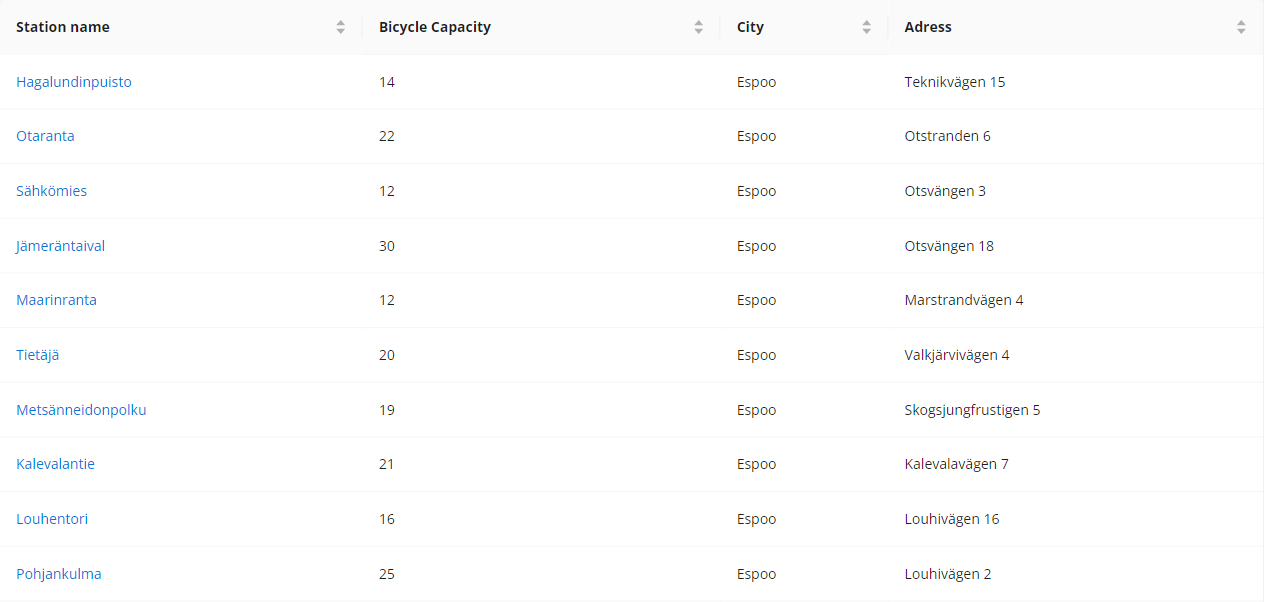 Station name Bicycle Capacity City Adress
Hagalundinpuisto 14 Espoo Teknikvägen 15
Otaranta 22 Espoo Otstranden 6
Sähkömies 12 Espoo Otsvängen 3
Jämeräntaival 30 Espoo Otsvängen 18
Maarinranta 12 Espoo Marstrandvägen 4
Tietäjä 20 Espoo Valkjärvivägen 4
Metsänneidonpolku 19 Espoo Skogsjungfrustigen 5
Kalevalantie 21 Espoo Kalevalavägen 7
Louhentori 16 Espoo Louhivägen 16
Pohjankulma 25 Espoo Louhivägen 2